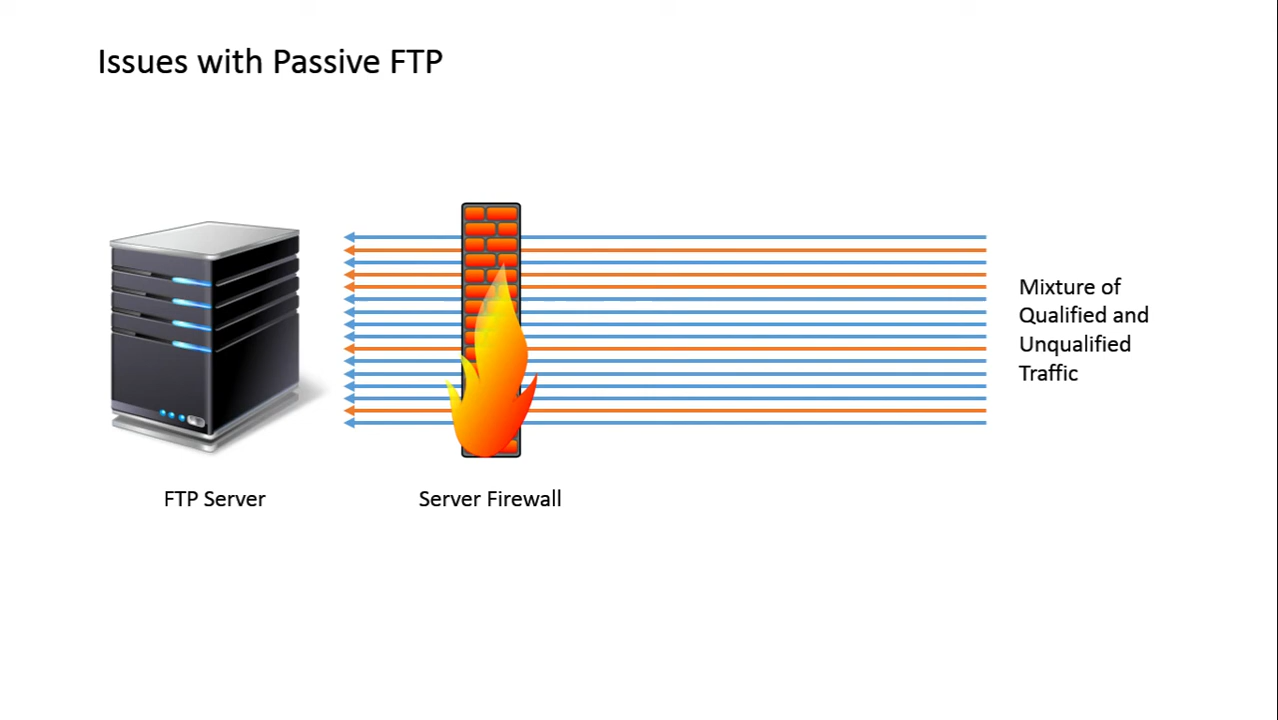 Issues with Passive FTP
Mixture of
Qualified and
Unqualified
Traffic
FTP Server
Server Firewall